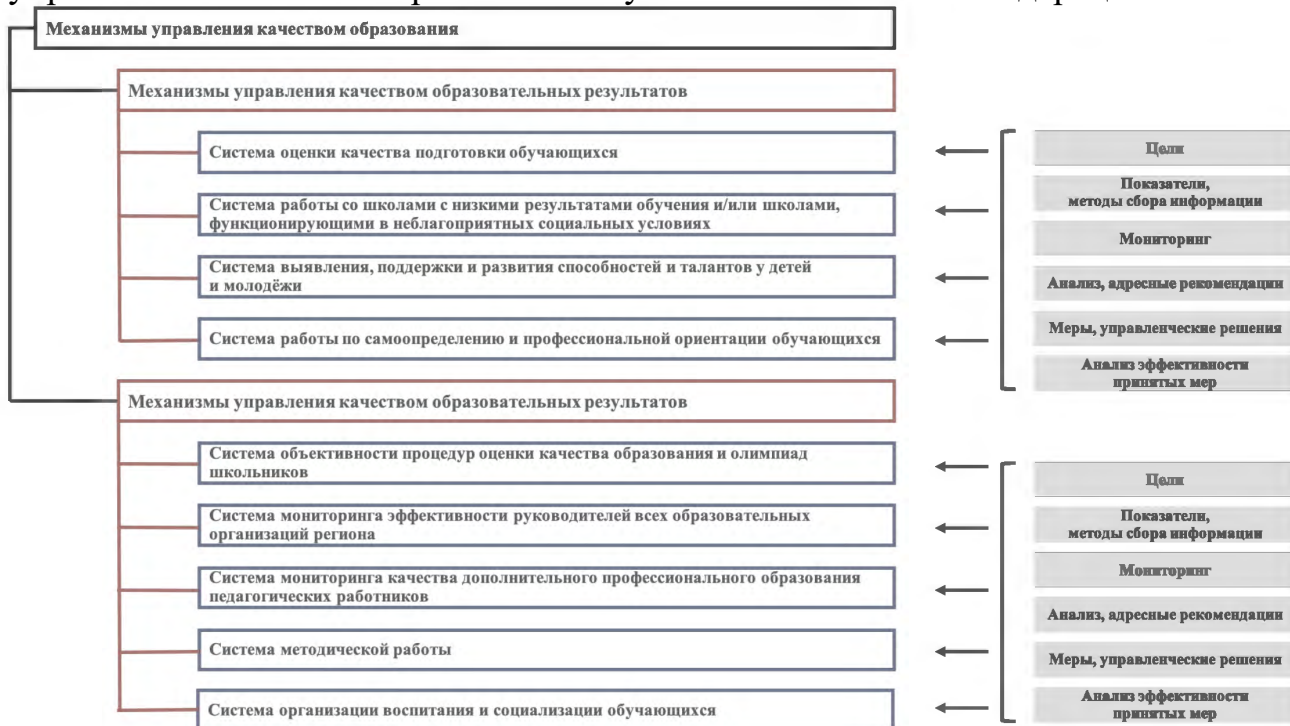 Механизмы управления качеством образования
Механизмы управления качеством образовательных результатов
Система оценки качества подготовки обучающихся
Система работы со школами с низкими результатами обучения и/или школами,
функционирующими в неблагоприятных социальных условиях
Система выявления, поддержки и развития способностей и талантов у детей
и молодёжи
Система работы по самоопределению и профессиональной ориентации обучающихся
Цели
Показатели,
методы сбора информации
Мониторинг
Анализ, адресные рекомендации
Меры, управленческие решения
Анализ эффективности
принятых мер
Механизмы управления качеством образовательных результатов
Система объективности процедур оценки качества образования и олимпиад
школьников
Система мониторинга эффективности руководителей всех образовательных
организаций региона
Система мониторинга качества дополнительного профессионального образования
педагогических работников
Система методической работы
Система организации воспитания и социализации обучающихся
Цели
Показатели,
методы сбора информации
Мониторинг
Анализ, адресные рекомендации
Меры, управленческие решения
Анализ эффективности
принятых мер